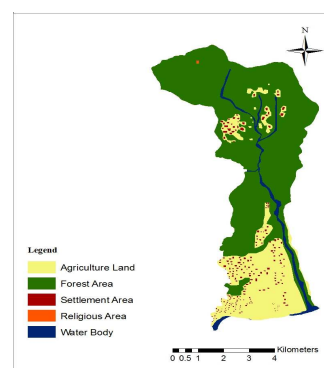 N
Legend
Agriculture Land
Forest Area
Settlement Area
Religious Area
Water Body
0 0.5 1 2 3 4
Kilometers